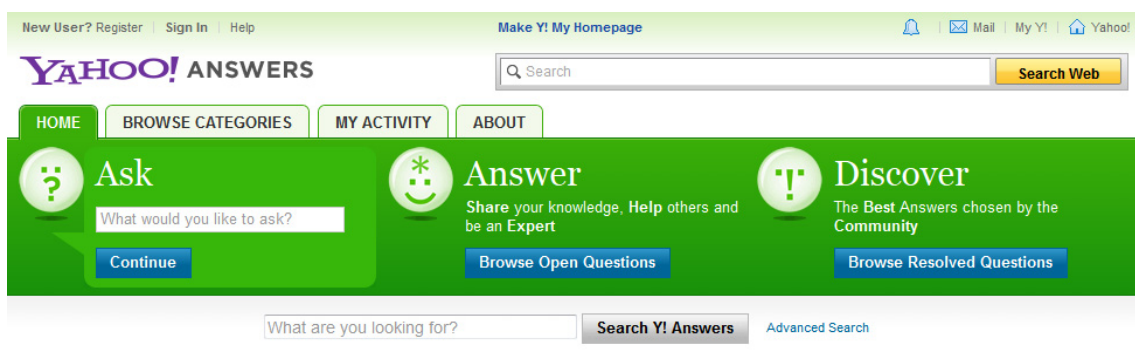 New User? Register Sign In Help Make Y! My Homepage Mail My Y! Yahoo!
YAHOO! ANSWERS
Search Search Web
HOME BROWSE CATEGORIES MY ACTIVITY ABOUT
Ask
What would you like to ask?
Continue
Answer
Share your knowledge, Help others and
be an Expert
Browse Open Questions
Discover
The Best Answers chosen by the
Community
Browse Resolved Questions
What are you looking for? Search Y! Answers Advanced Search